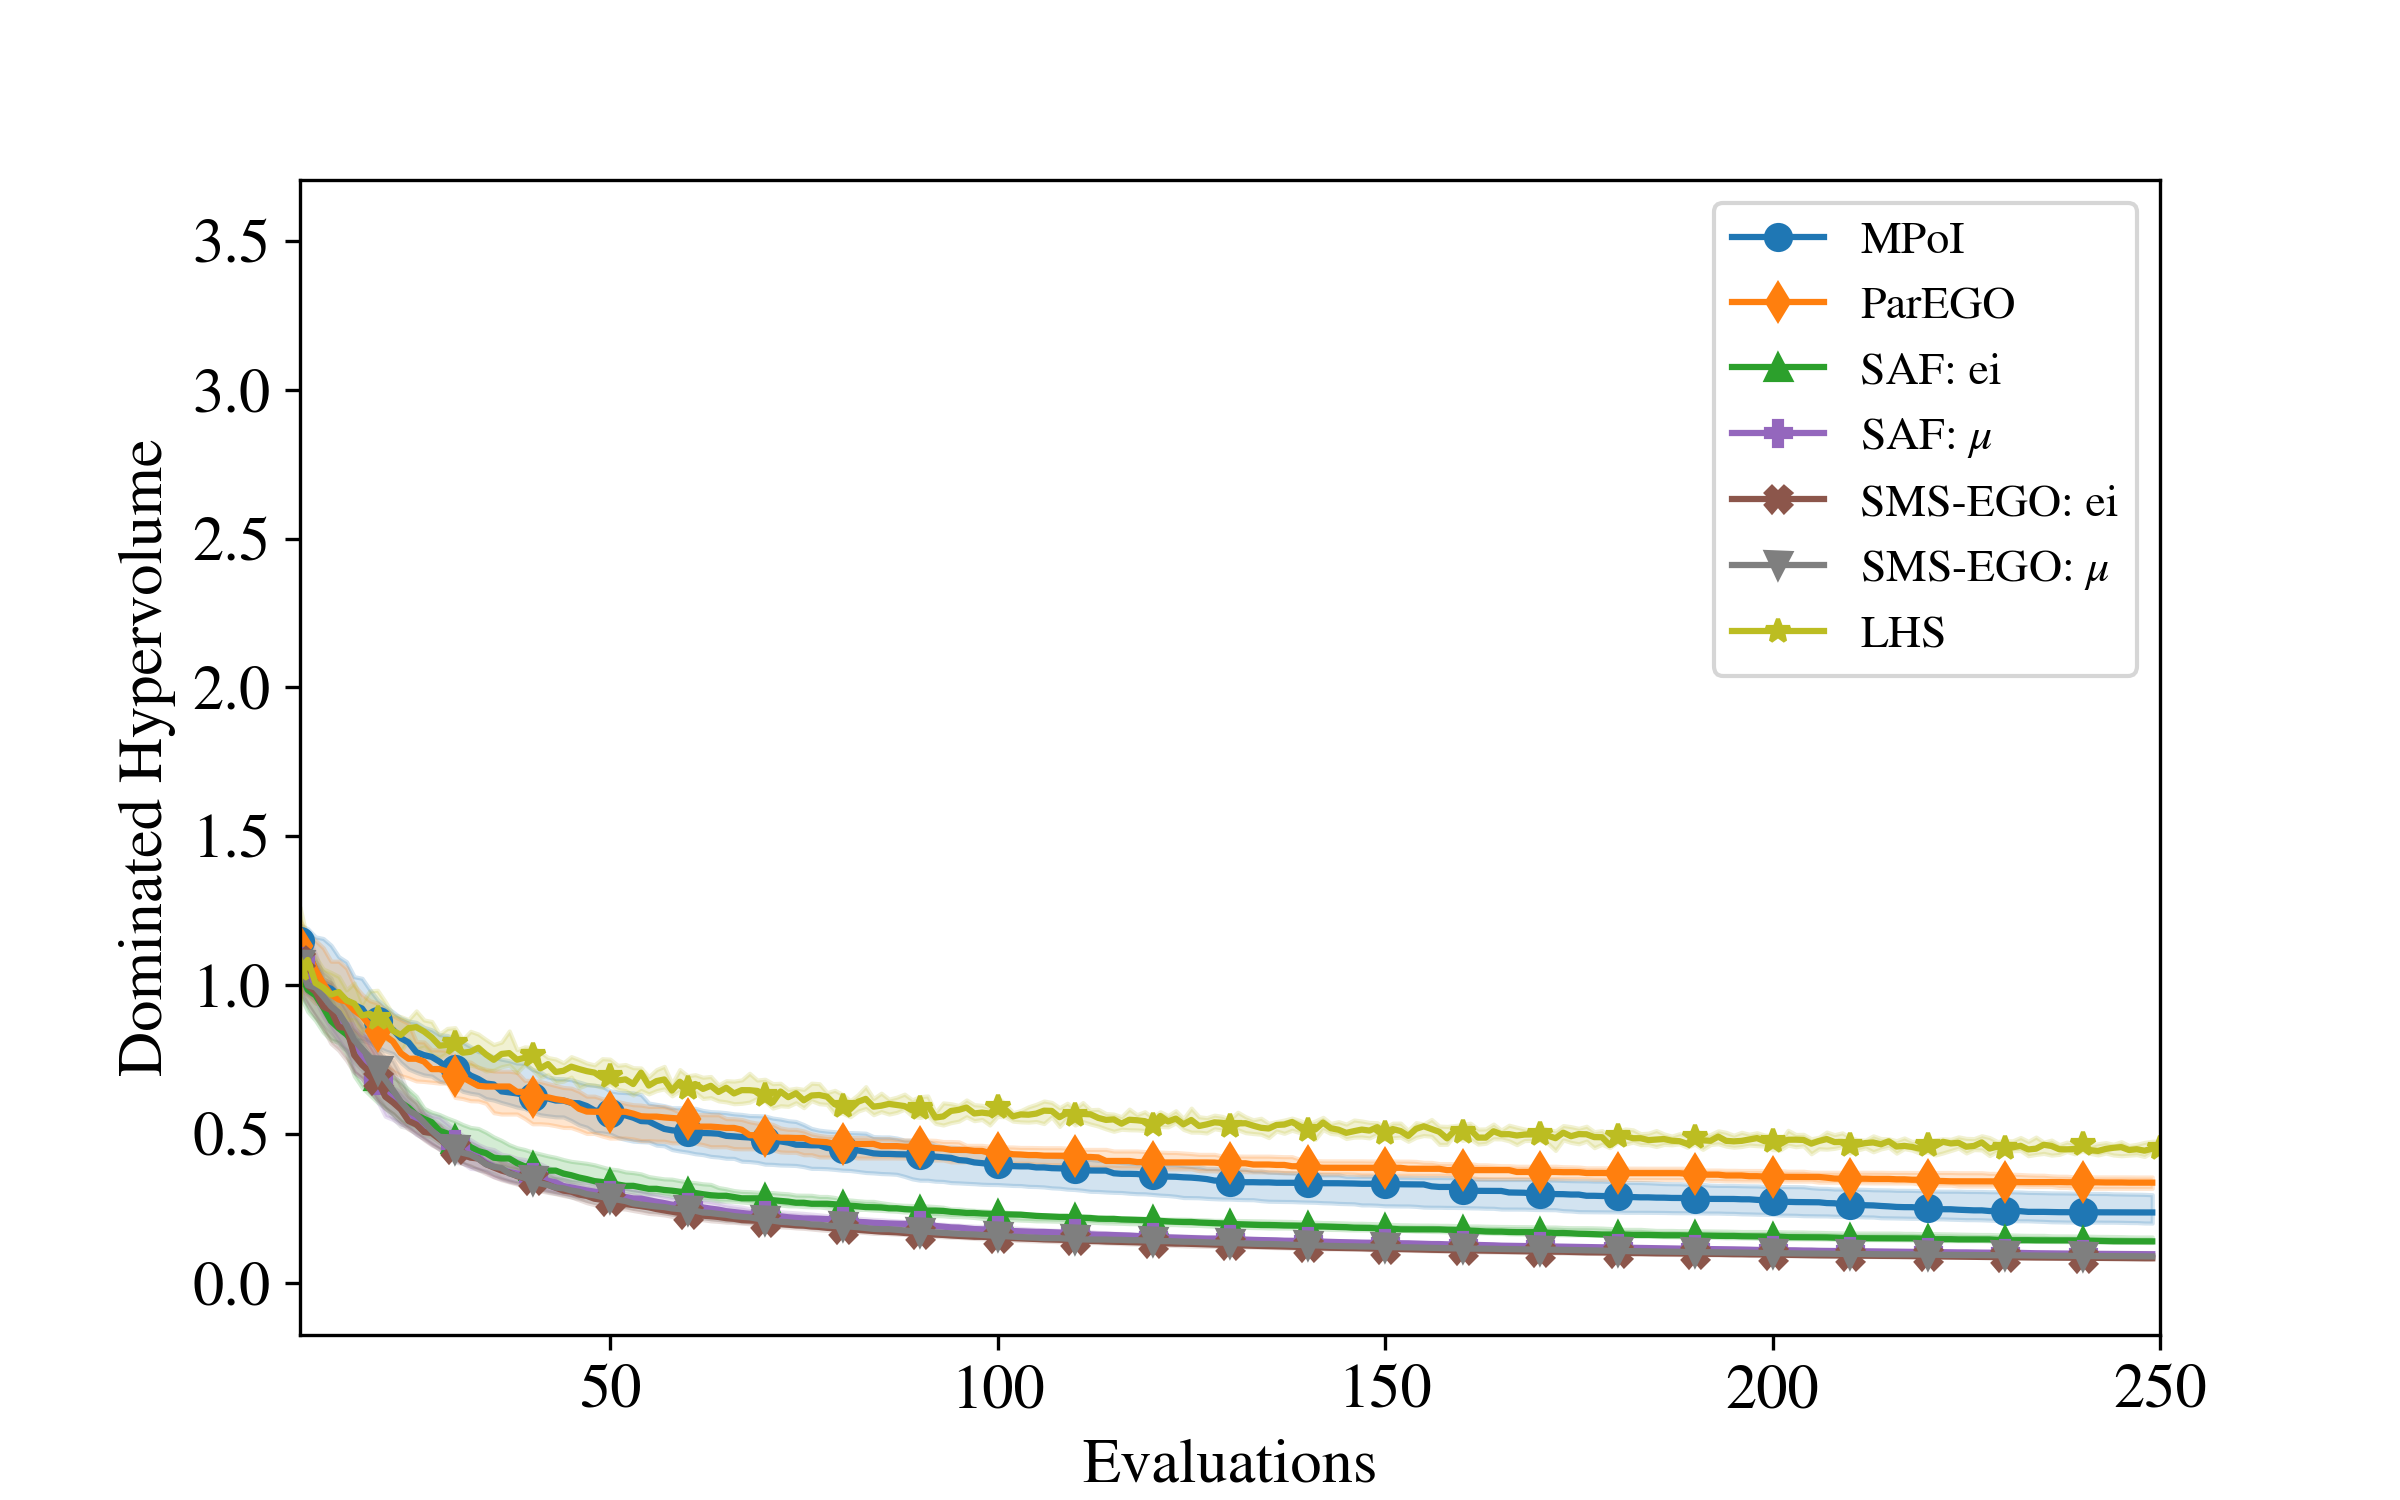 3.5
3.0
2.5
2.0
1.5
1.0
0.5
0.0
Dominated Hypervolume
50 100 150 200 250
Evaluations
MPoI
ParEGO
SAF: ei
SAF: μ
SMS-EGO: ei
SMS-EGO: μ
LHS